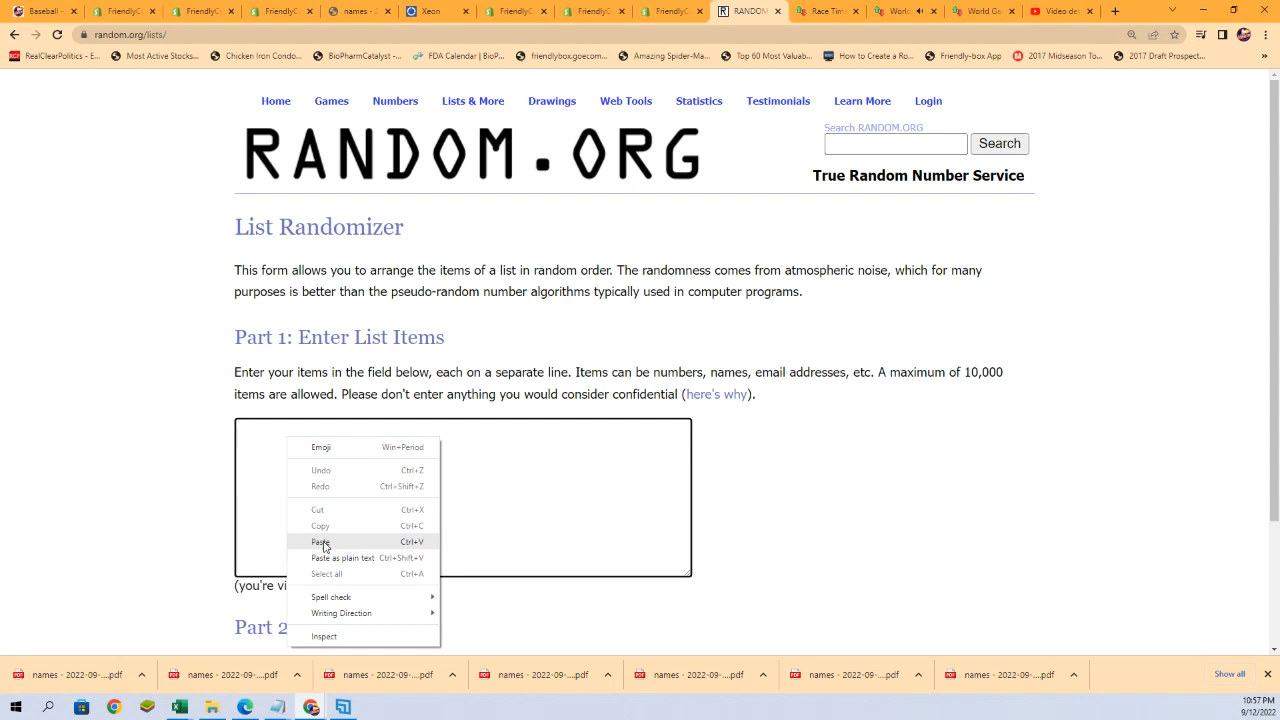 Baseball -
FriendlyC
FriendlyC
FriendlyC
names - 2
Xeon
FriendlyC
FriendlyC
FriendlyC
RANDOM
Race Time
World
World Ga
Video de
random.org/lists/
RealClearPolitics - E...
Most Active Stocks...
Chicken Iron Condo...
BioPharmCatalyst -...
FDA Calendar | BioP...
friendlybox.goecom...
Amazing Spider-Ma...
Top 60 Most Valuab...
How to Create a Ro...
Friendly-box App
2017 Midseason To...
2017 Draft Prospect...
Home Games Numbers Lists & More Drawings Web Tools Statistics Testimonials Learn More Login
RANDOM.ORG
Search RANDOM.ORG
Search
True Random Number Service
List Randomizer
This form allows you to arrange the items of a list in random order. The randomness comes from atmospheric noise, which for many
purposes is better than the pseudo-random number algorithms typically used in computer programs.
Part 1: Enter List Items
Enter your items in the field below, each on a separate line. Items can be numbers, names, email addresses, etc. A maximum of 10,000
items are allowed. Please don't enter anything you would consider confidential (here's why).
Emoji Win+Period
Undo Ctrl+Z
Redo Ctrl+Shift+Z
Cut Ctrl+X
Copy Ctrl+C
Paste Ctrl+V
Paste as plain text Ctrl+Shift+V
Select all Ctrl+A
Spell check
Writing Direction
Inspect
(you're vi
Part 2
names - 2022-09-....pdf
names - 2022-09-....pdf
names - 2022-09-....pdf
names - 2022-09-....pdf
names - 2022-09-....pdf
names - 2022-09-....pdf
names - 2022-09-....pdf
Show all
10:57 PM
9/12/2022